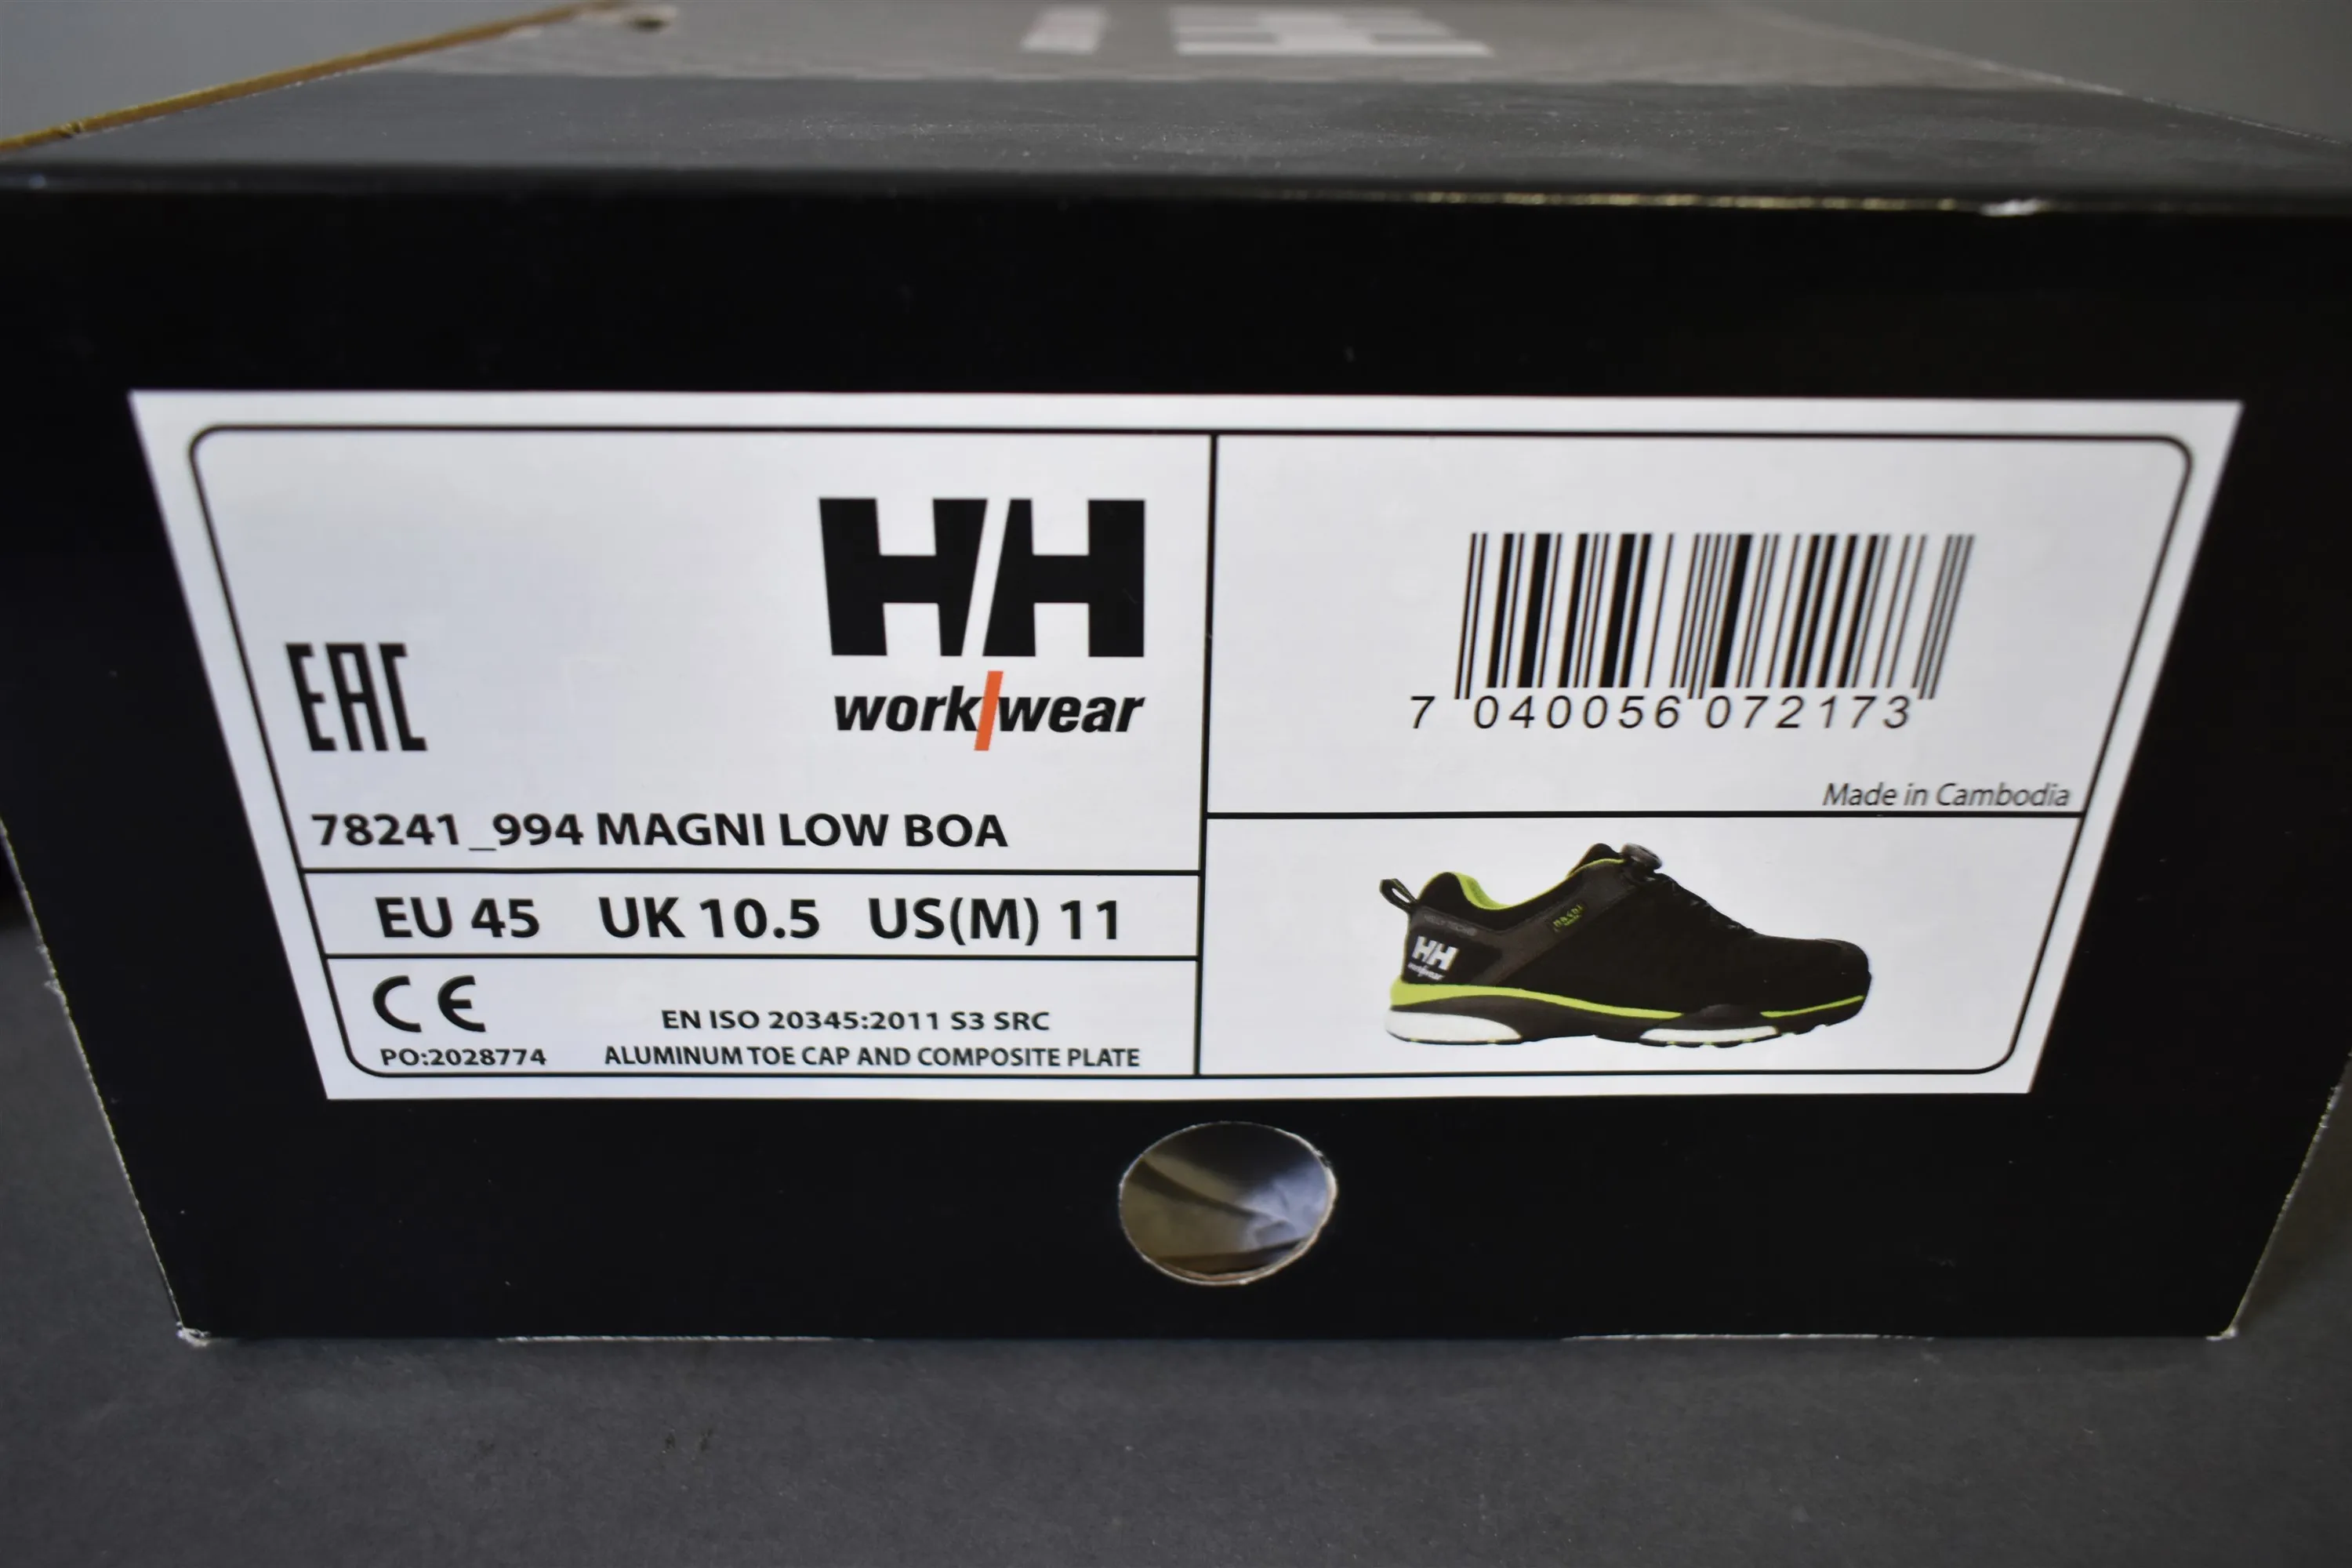 HH
work/wear
EAC
78241_994 MAGNI LOW BOA
EU 45 UK 10.5 US(M) 11
CE
EN ISO 20345:2011 S3 SRC
PO:2028774 ALUMINUM TOE CAP AND COMPOSITE PLATE
7 040056 072173
Made in Cambodia
HH